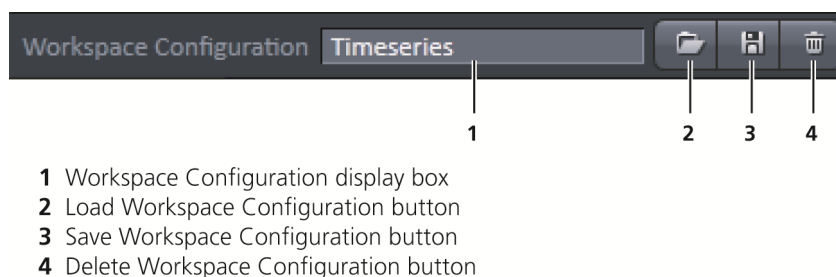 Workspace Configuration Timeseries
1 2 3 4
1 Workspace Configuration display box
2 Load Workspace Configuration button
3 Save Workspace Configuration button
4 Delete Workspace Configuration button